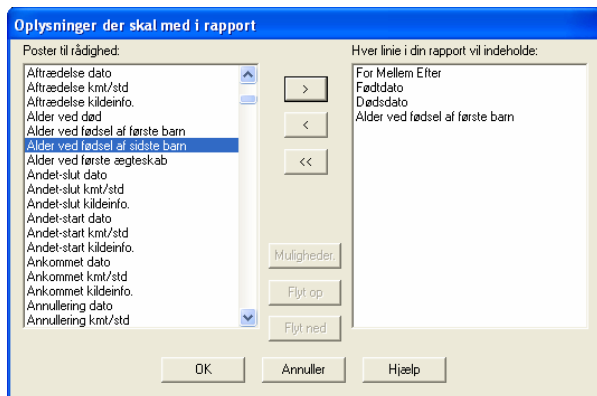 Oplysninger der skal med i rapport
Poster til rådighed:
Aftrædelse dato
Aftrædelse kmt/std
Aftrædelse kildeinfo.
Alder ved død
Alder ved fødsel af første barn
Alder ved fødsel af sidste barn
Alder ved første ægteskab
Andet-slut dato
Andet-slut kmt/std
Andet-slut kildeinfo.
Andet-start dato
Andet-start kmt/std
Andet-start kildeinfo.
Ankommet dato
Ankommet kmt/std
Ankommet kildeinfo.
Annullering dato
Annullering kmt/std
>
<
<<
Muligheder.
Flyt op
Flyt ned
Hver linie i din rapport vil indeholde:
For Mellem Efter
Fødtdato
Dødsdato
Alder ved fødsel af første barn
OK
Annuller
Hjælp